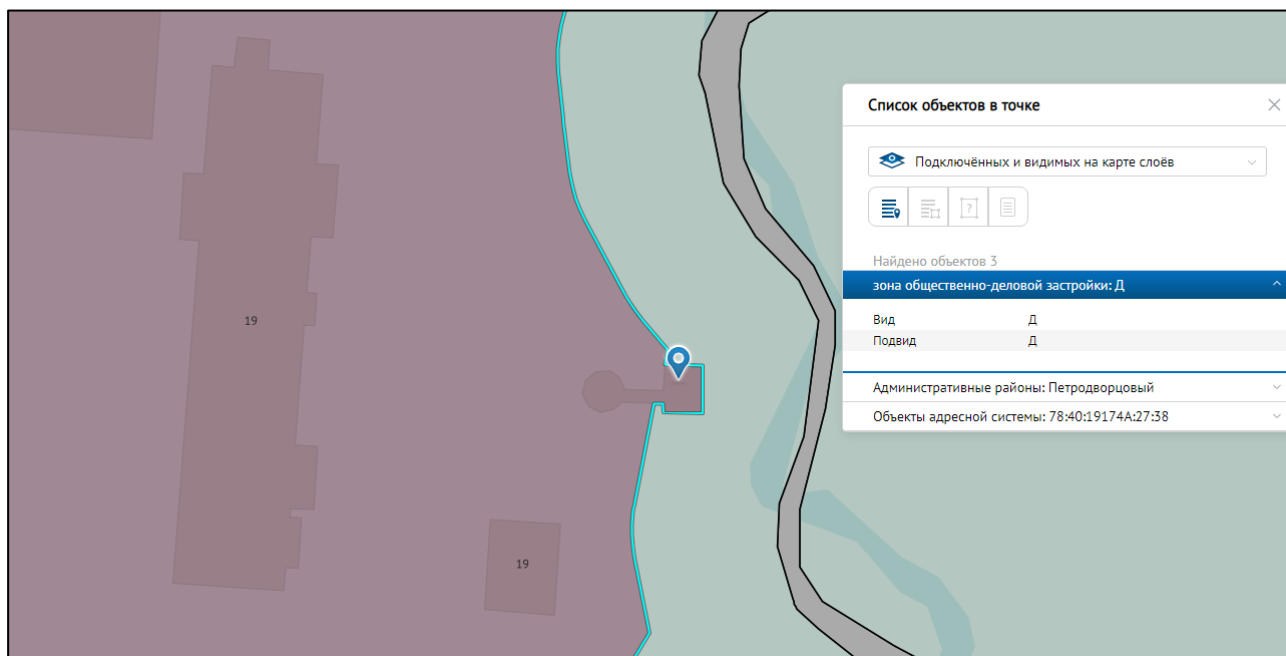 Список объектов в точке
Подключённых и видимых на карте слоёв
Найдено объектов 3
зона общественно-деловой застройки: Д
Вид Д
Подвид Д
Административные районы: Петродворцовый
Объекты адресной системы: 78:40:19174А:27:38
19
19